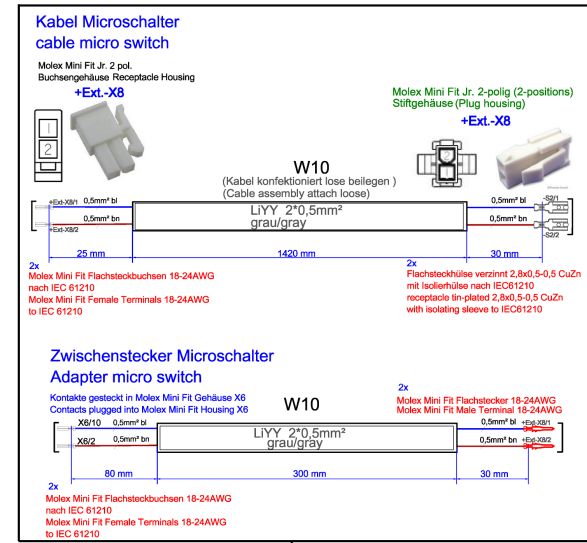 Kabel Microschalter
cable micro switch
Molex Mini Fit Jr. 2 pol.
Buchsengehäuse Receptacle Housing
+Ext.-X8
1
2
Molex Mini Fit Jr. 2-polig (2-positions)
Stiftgehäuse (Plug housing)
+Ext.-X8
2
1
W10
(Kabel konfektioniert lose beilegen )
(Cable assembly attach loose)
+Ext-X8/1
0,5mm² bl
LiYY 2*0,5mm²
grau/gray
0,5mm² bl
-S2/1
0,5mm² bn
+Ext-X8/2
0,5mm² bn
-S2/2
25 mm
1420 mm
30 mm
2x
Molex Mini Fit Flachsteckbuchsen 18-24AWG
nach IEC 61210
Molex Mini Fit Female Terminals 18-24AWG
to IEC 61210
2x
Flachsteckhülse verzinnt 2,8x0,5-0,5 CuZn
mit Isolierhülse nach IEC61210
receptacle tin-plated 2,8x0,5-0,5 CuZn
with isolating sleeve to IEC61210
Zwischenstecker Microschalter
Adapter micro switch
Kontakte gesteckt in Molex Mini Fit Gehäuse X6
Contacts plugged into Molex Mini Fit Housing X6
W10
2x
Molex Mini Fit Flachstecker 18-24AWG
Molex Mini Fit Male Terminal 18-24AWG
X6/10
0,5mm² bl
LiYY 2*0,5mm²
grau/gray
0,5mm² bl
+Ext-X8/1
X6/2
0,5mm² bn
0,5mm² bn
+Ext-X8/2
80 mm
300 mm
30 mm
2x
Molex Mini Fit Flachsteckbuchsen 18-24AWG
nach IEC 61210
Molex Mini Fit Female Terminals 18-24AWG
to IEC 61210